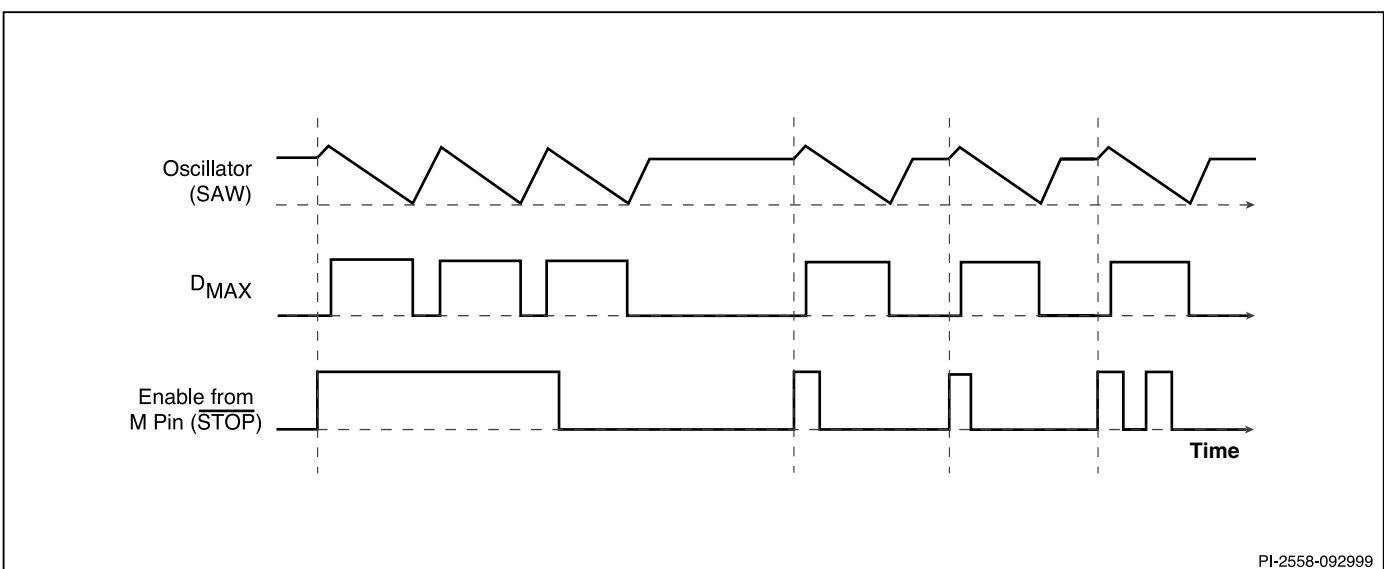 Oscillator
(SAW)
DMAX
Enable from
M Pin (STOP)
Time
PI-2558-092999